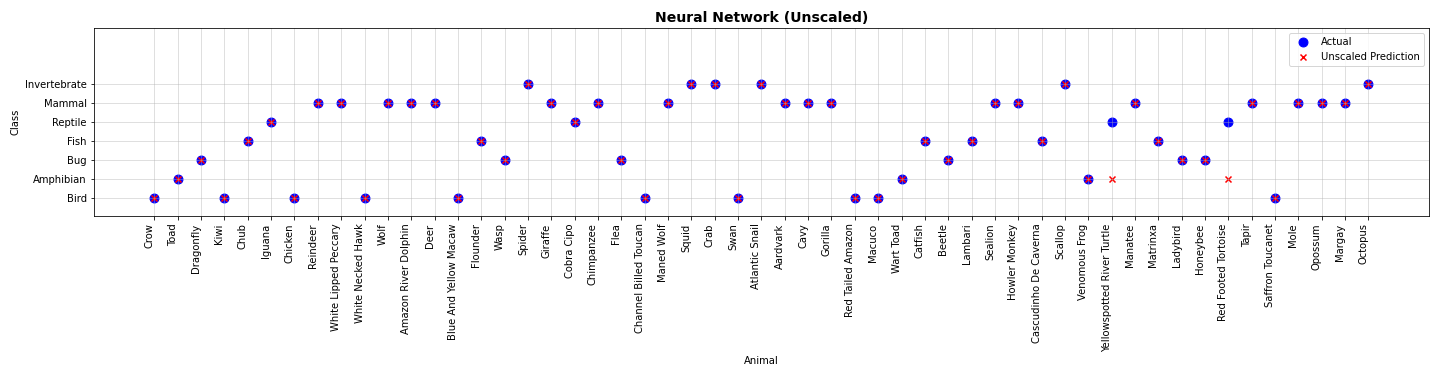 Neural Network (Unscaled)
Actual
Unscaled Prediction
Class
Invertebrate
Mammal
Reptile
Fish
Bug
Amphibian
Bird
Crow
Toad
Dragonfly
Kiwi
Chub
Iguana
Chicken
Reindeer
White Lipped Peccary
White Necked Hawk
Wolf
Amazon River Dolphin
Deer
Blue And Yellow Macaw
Flounder
Wasp
Spider
Giraffe
Cobra Cipo
Chimpanzee
Flea
Channel Billed Toucan
Maned Wolf
Squid
Crab
Swan
Atlantic Snail
Aardvark
Cavy
Gorilla
Red Tailed Amazon
Macuco
Wart Toad
Catfish
Beetle
Lambari
Sealion
Howler Monkey
Cascudinho De Caverna
Scallop
Venomous Frog
Yellowspotted River Turtle
Manatee
Matrinxa
Ladybird
Honeybee
Red Footed Tortoise
Tapir
Saffron Toucanet
Mole
Opossum
Margay
Octopus
Animal